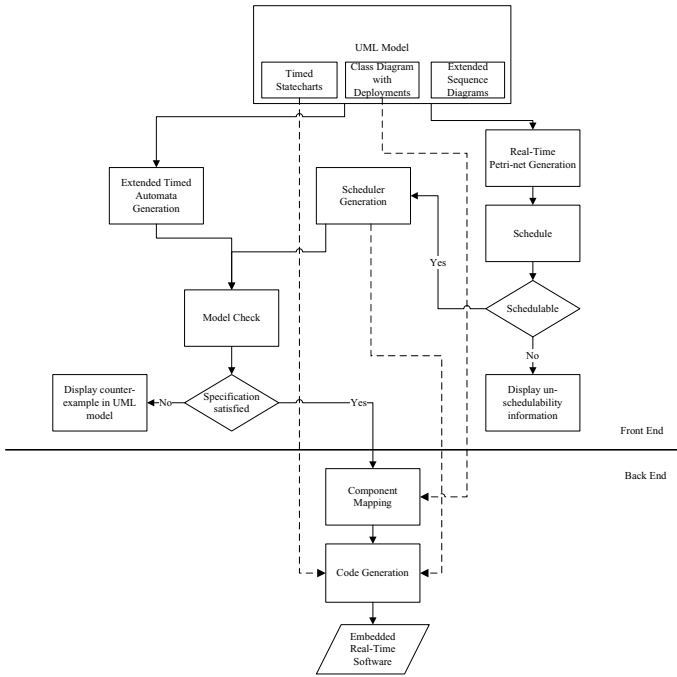 UML Model
Timed
Statecharts
Class Diagram
with
Deployments
Extended
Sequence
Diagrams
Real-Time
Petri-net Generation
Extended Timed
Automata
Generation
Scheduler
Generation
Schedule
Yes
Model Check
Schedulable
No
Display counter-
example in UML
model
No
Specification
satisfied
Yes
Display un-
schedulability
information
Front End
Back End
Component
Mapping
Code Generation
Embedded
Real-Time
Software